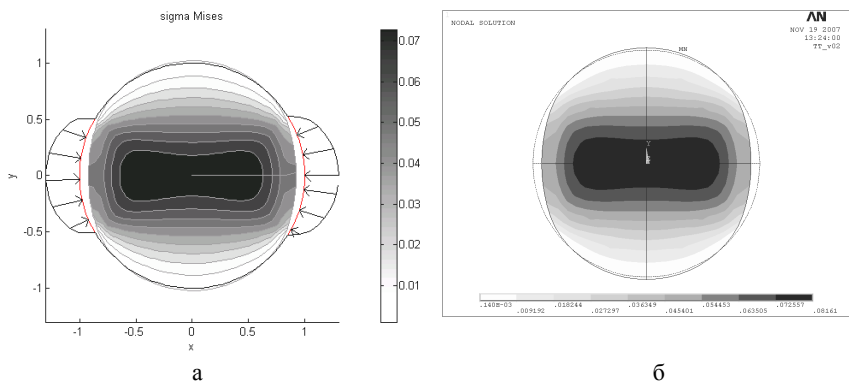 sigma Mises
1
0.5
0
-0.5
-1
y
-1 -0.5 0 0.5 1
x
0.07
0.06
0.05
0.04
0.03
0.02
0.01
а
NODAL SOLUTION
AN
NOV 19 2007
13:24:00
TT_v02
MN
Y
.140E-03 .018244 .036349 .054453 .072557
.009192 .027297 .045401 .063505 .08161
б